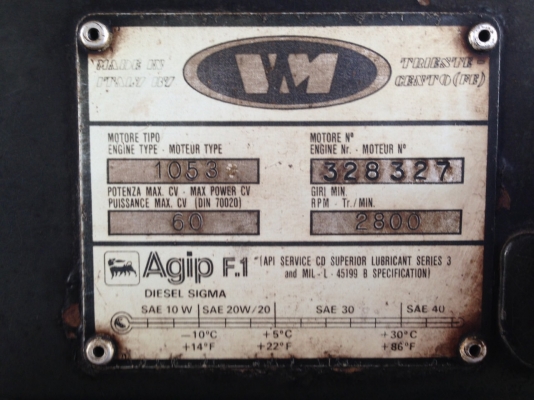 MADE IN
ITALY
VM
TRIESTE
CENTO (FE)
MOTORE TIPO
ENGINE TYPE - MOTEUR TYPE
1053
MOTORE N°
ENGINE Nr. - MOTEUR N°
328327
POTENZA MAX. CV - MAX POWER CV
PUISSANCE MAX. CV (DIN 70020)
60
GIRI MIN.
RPM - Tr./MIN.
2800
Agip F.1 (API SERVICE CD SUPERIOR LUBRICANT SERIES 3
and MIL - L - 45199 B SPECIFICATION)
DIESEL SIGMA
SAE 10 W SAE 20W/20 SAE 30 SAE 40
-10°C +5°C +30°C
+14°F +22°F +86°F